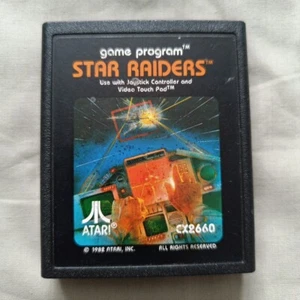 game program™
STAR RAIDERS™
Use with Joystick Controller and
Video Touch Pad™
ATARI®
CX2660
© 1982 ATARI, INC.
ALL RIGHTS RESERVED.